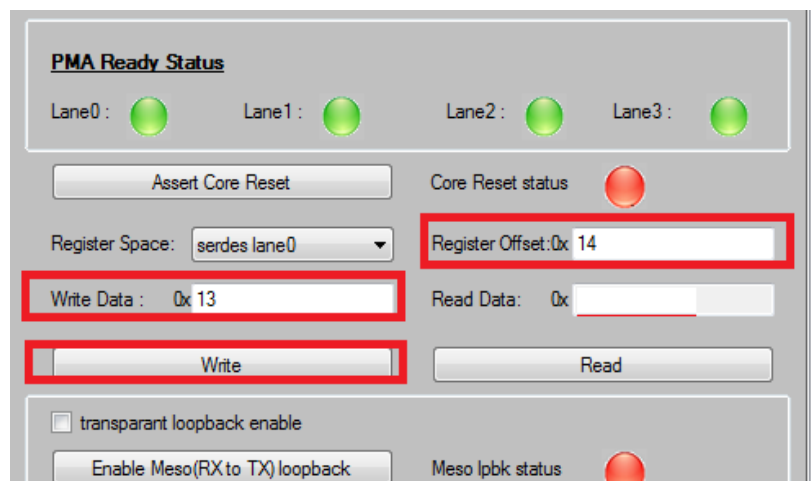 PMA Ready Status
Lane0 : Lane1 : Lane2 : Lane3 :
Assert Core Reset Core Reset status
Register Space: serdes lane0 Register Offset:0x 14
Write Data : 0x 13 Read Data: 0x
Write Read
transparant loopback enable
Enable Meso(RX to TX) loopback Meso lpbk status